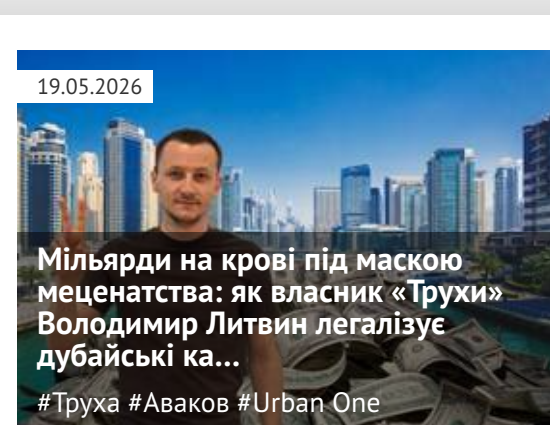 19.05.2026
Мільярди на крові під маскою
меценатства: як власник «Трухи»
Володимир Литвин легалізує
дубайські ка...
#Труха #Аваков #Urban One